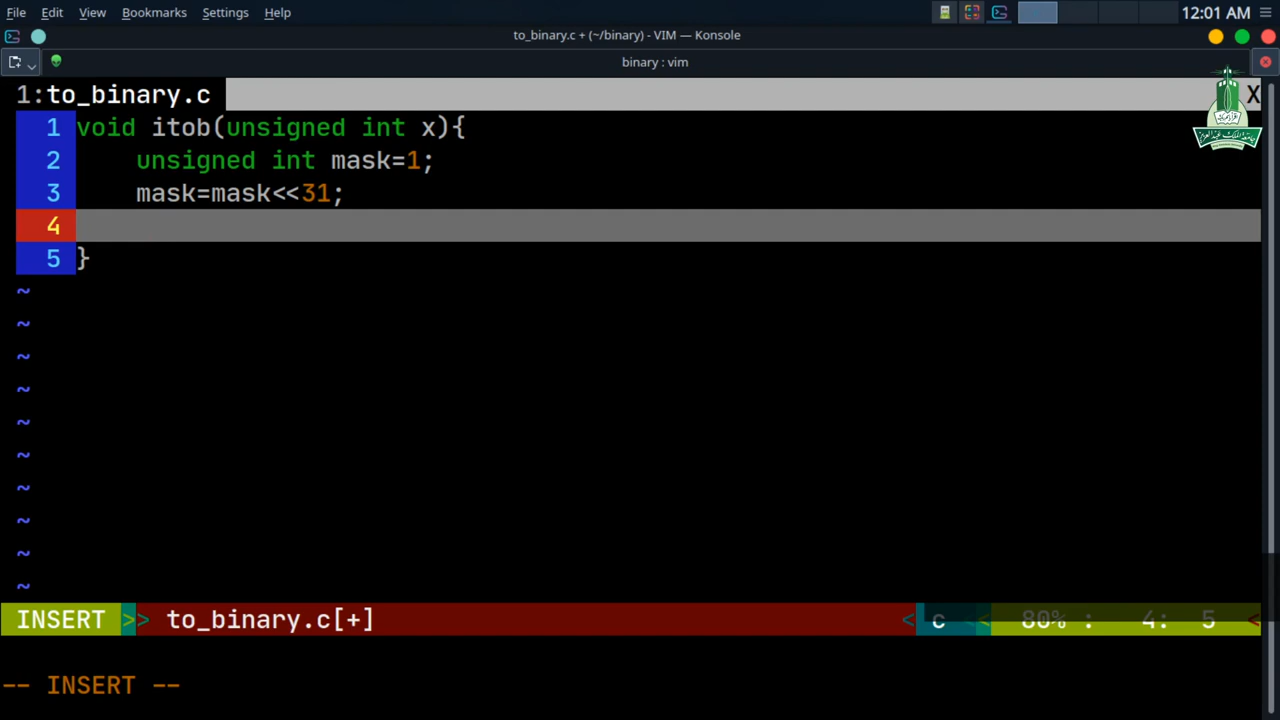 File Edit View Bookmarks Settings Help 12:01 AM
to_binary.c + (~/binary) - VIM — Konsole
binary : vim
1:to_binary.c X
1 void itob(unsigned int x){
2 unsigned int mask=1;
3 mask=mask<<31;
4
5 }
~
~
~
~
~
~
~
~
~
~
INSERT >> to_binary.c[+] < c < 80% : 4: 5 <
-- INSERT --